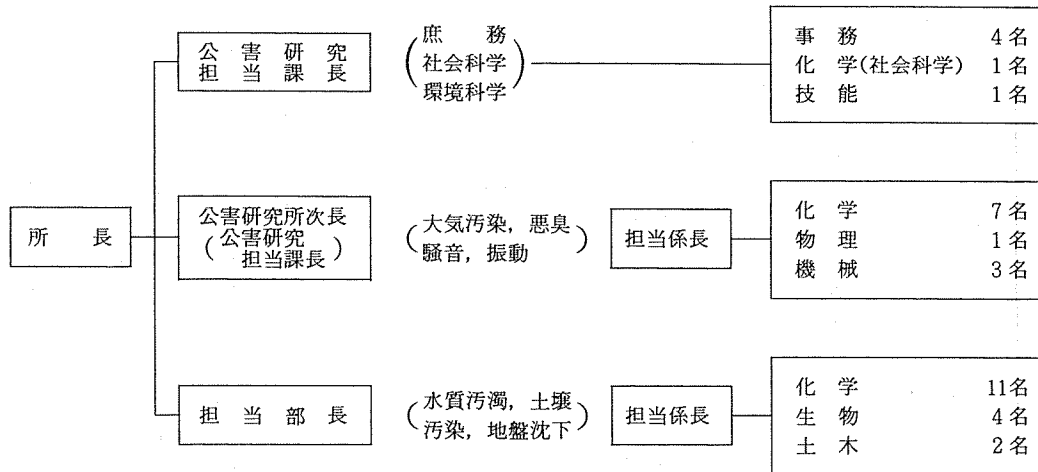 所　長
公害研究
担当課長
庶　務
社会科学
環境科学
事　務　4名
化　学(社会科学)　1名
技　能　1名
公害研究所次長
(公害研究
担当課長)
大気汚染，悪臭
騒音，振動
担当係長
化　学　7名
物　理　1名
機　械　3名
担当部長
水質汚濁，土壌
汚染，地盤沈下
担当係長
化　学　11名
生　物　4名
土　木　2名